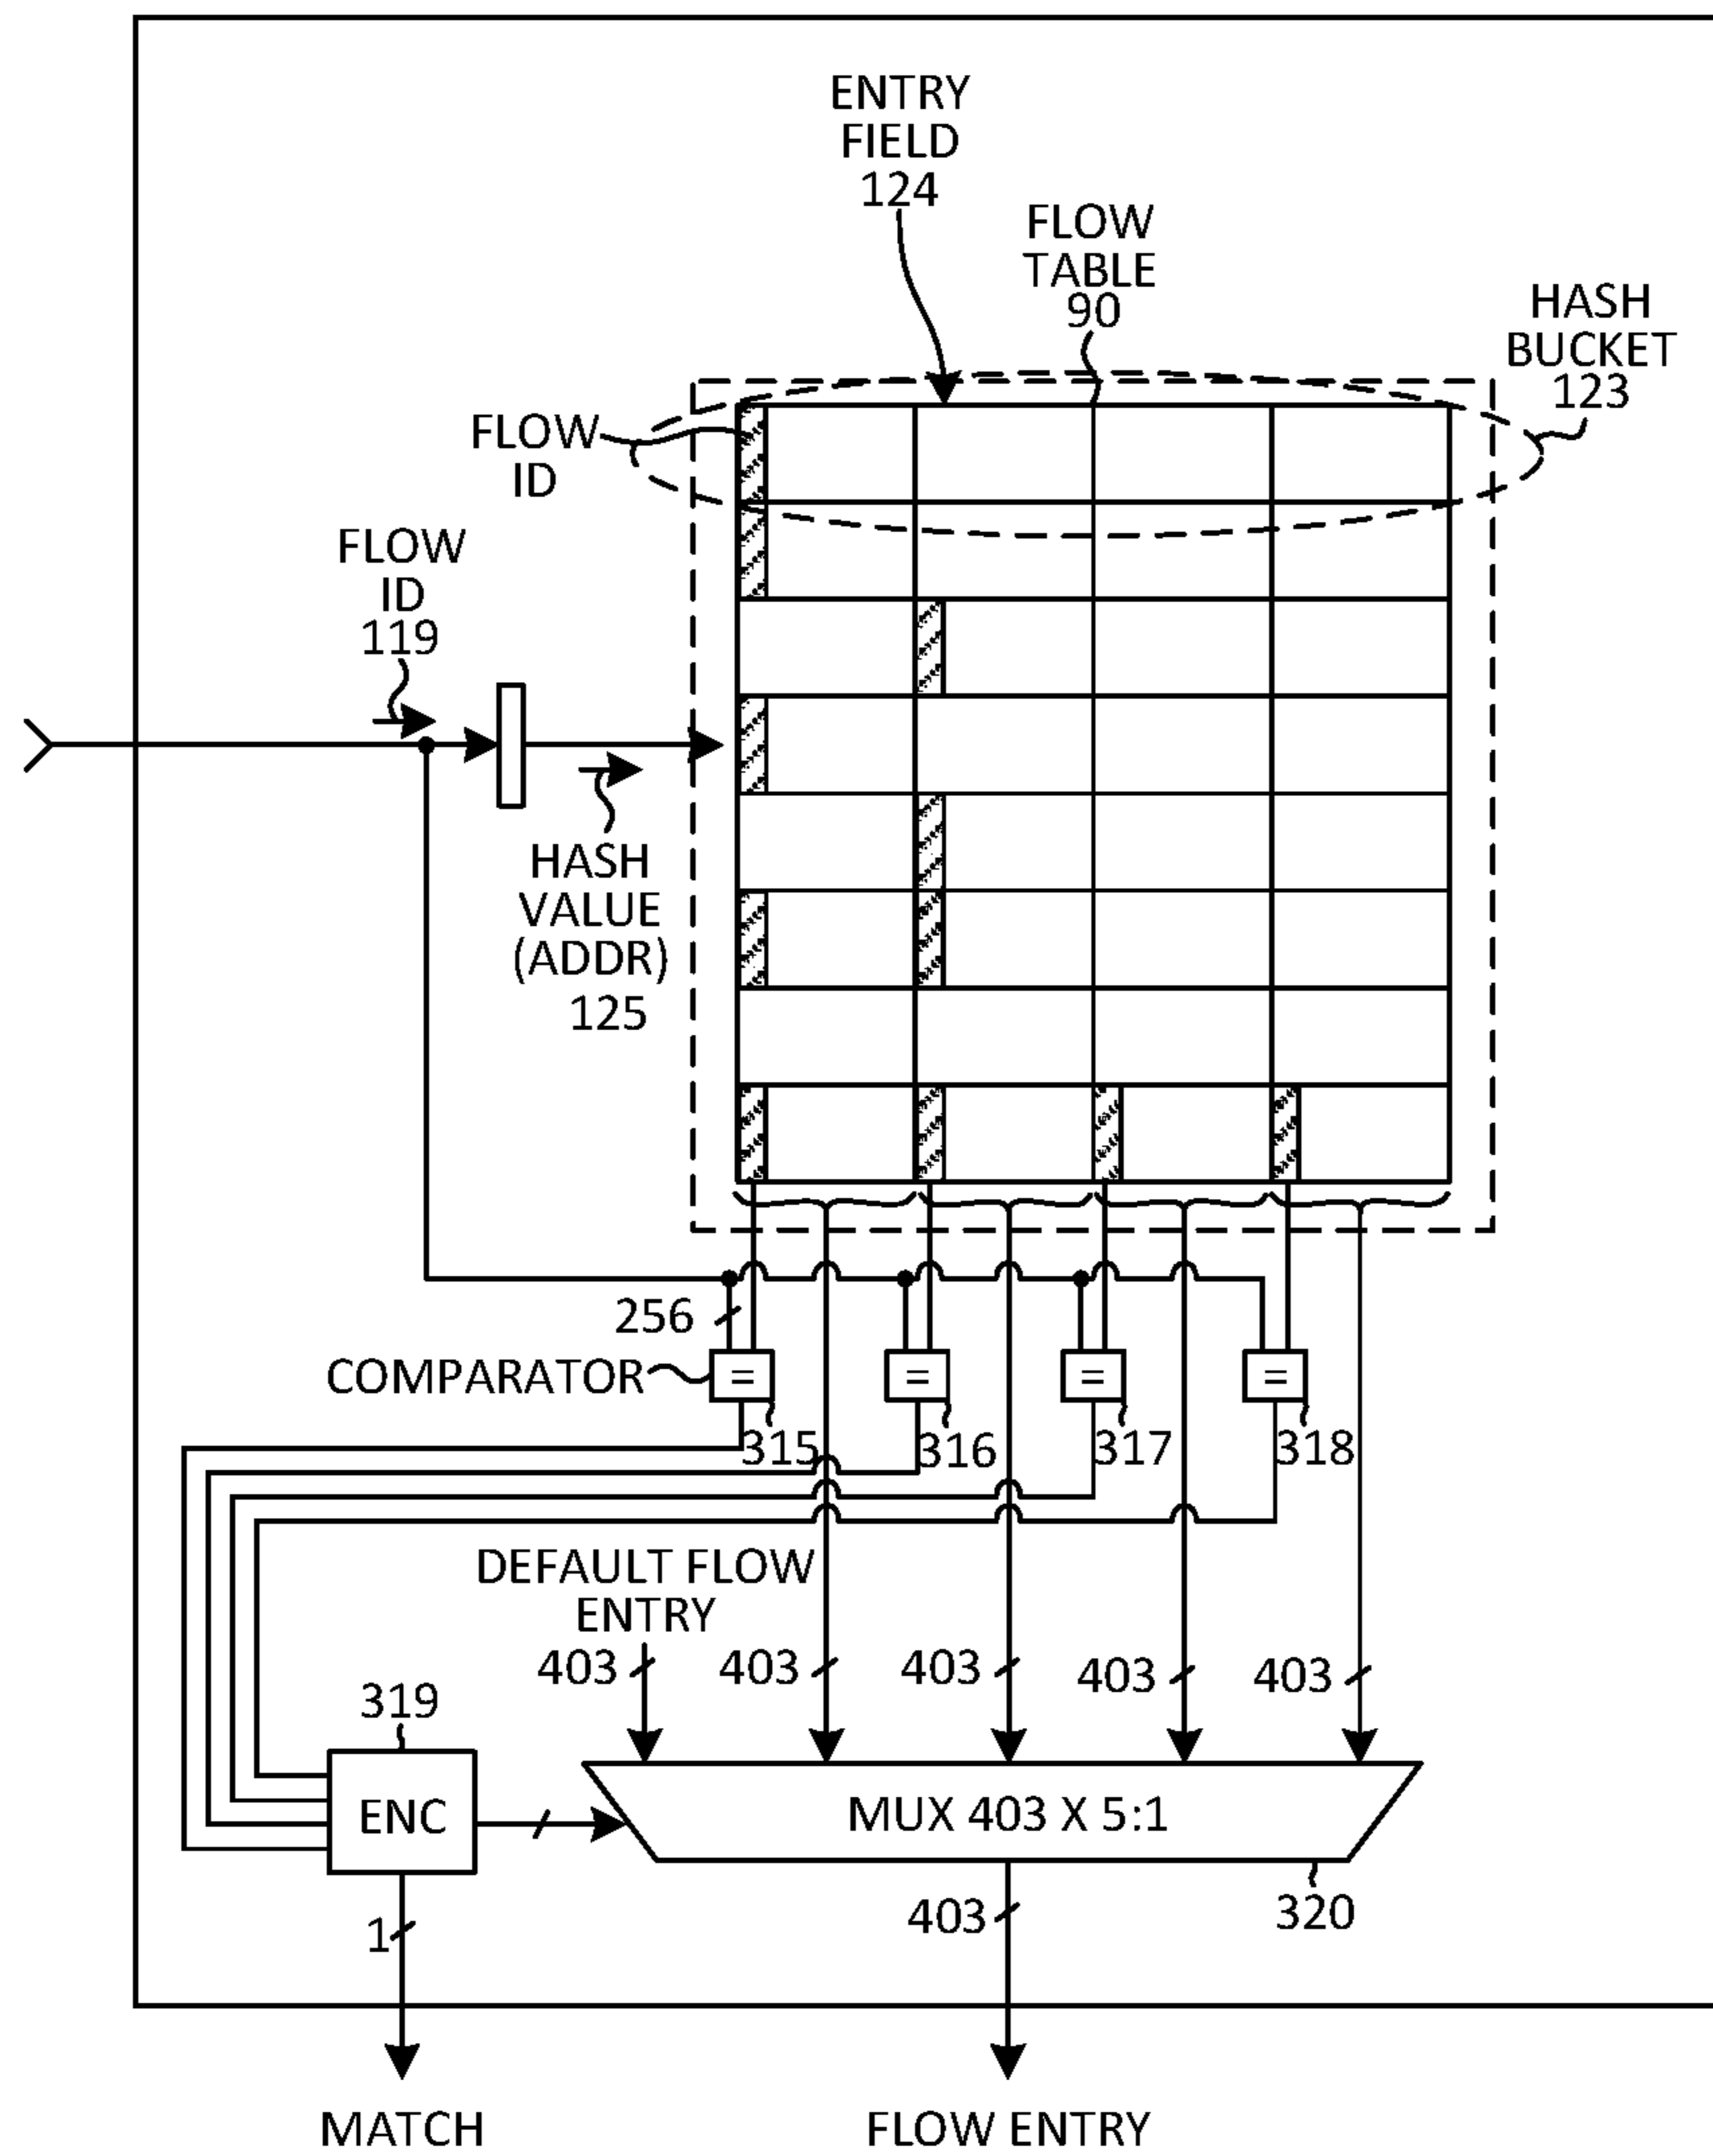 ENTRY
FIELD
124
FLOW
TABLE
90
HASH
BUCKET
123
FLOW
ID
FLOW
ID
119
HASH
VALUE
(ADDR)
125
256
COMPARATOR
=
=
=
=
315
316
317
318
DEFAULT FLOW
ENTRY
403
403
403
403
403
319
ENC
MUX 403 X 5:1
320
403
1
MATCH
FLOW ENTRY